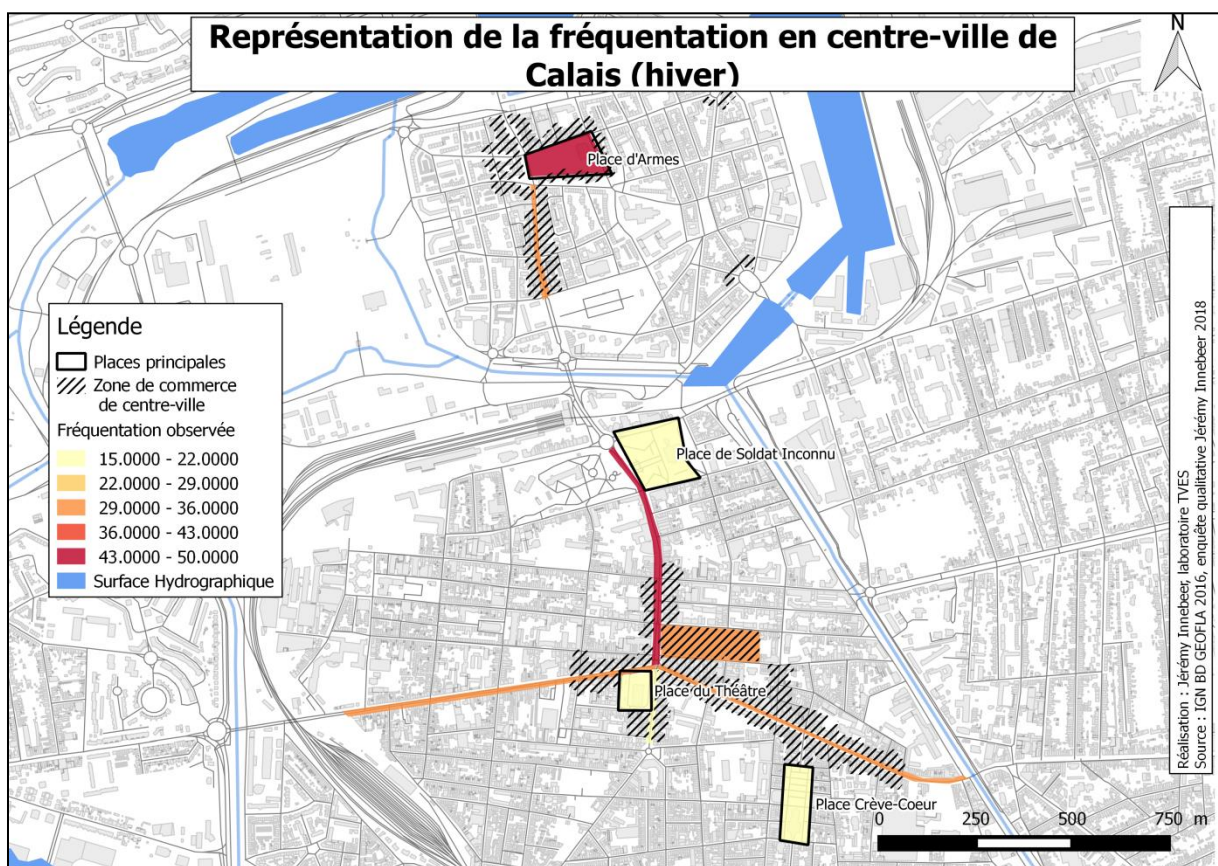 Représentation de la fréquentation en centre-ville de
Calais (hiver)
N
Place d'Armes
Légende
Places principales
Zone de commerce
de centre-ville
Fréquentation observée
15.0000 - 22.0000
22.0000 - 29.0000
29.0000 - 36.0000
36.0000 - 43.0000
43.0000 - 50.0000
Surface Hydrographique
Place de Soldat Inconnu
Place du Théâtre
Place Crève-Coeur
0 250 500 750 m
Réalisation : Jérémy Innebeer, laboratoire TVES
Source : IGN BD GEOFLA 2016, enquête qualitative Jérémy Innebeer 2018